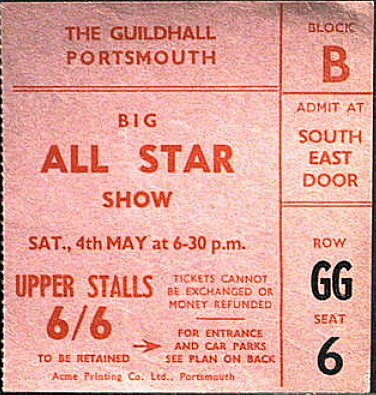 THE GUILDHALL
PORTSMOUTH
BIG
ALL STAR
SHOW
SAT., 4th MAY at 6-30 p.m.
UPPER STALLS
6/6
TO BE RETAINED
TICKETS CANNOT
BE EXCHANGED OR
MONEY REFUNDED
FOR ENTRANCE
AND CAR PARKS
SEE PLAN ON BACK
Acme Printing Co. Ltd., Portsmouth
BLOCK
B
ADMIT AT
SOUTH
EAST
DOOR
ROW
GG
SEAT
6